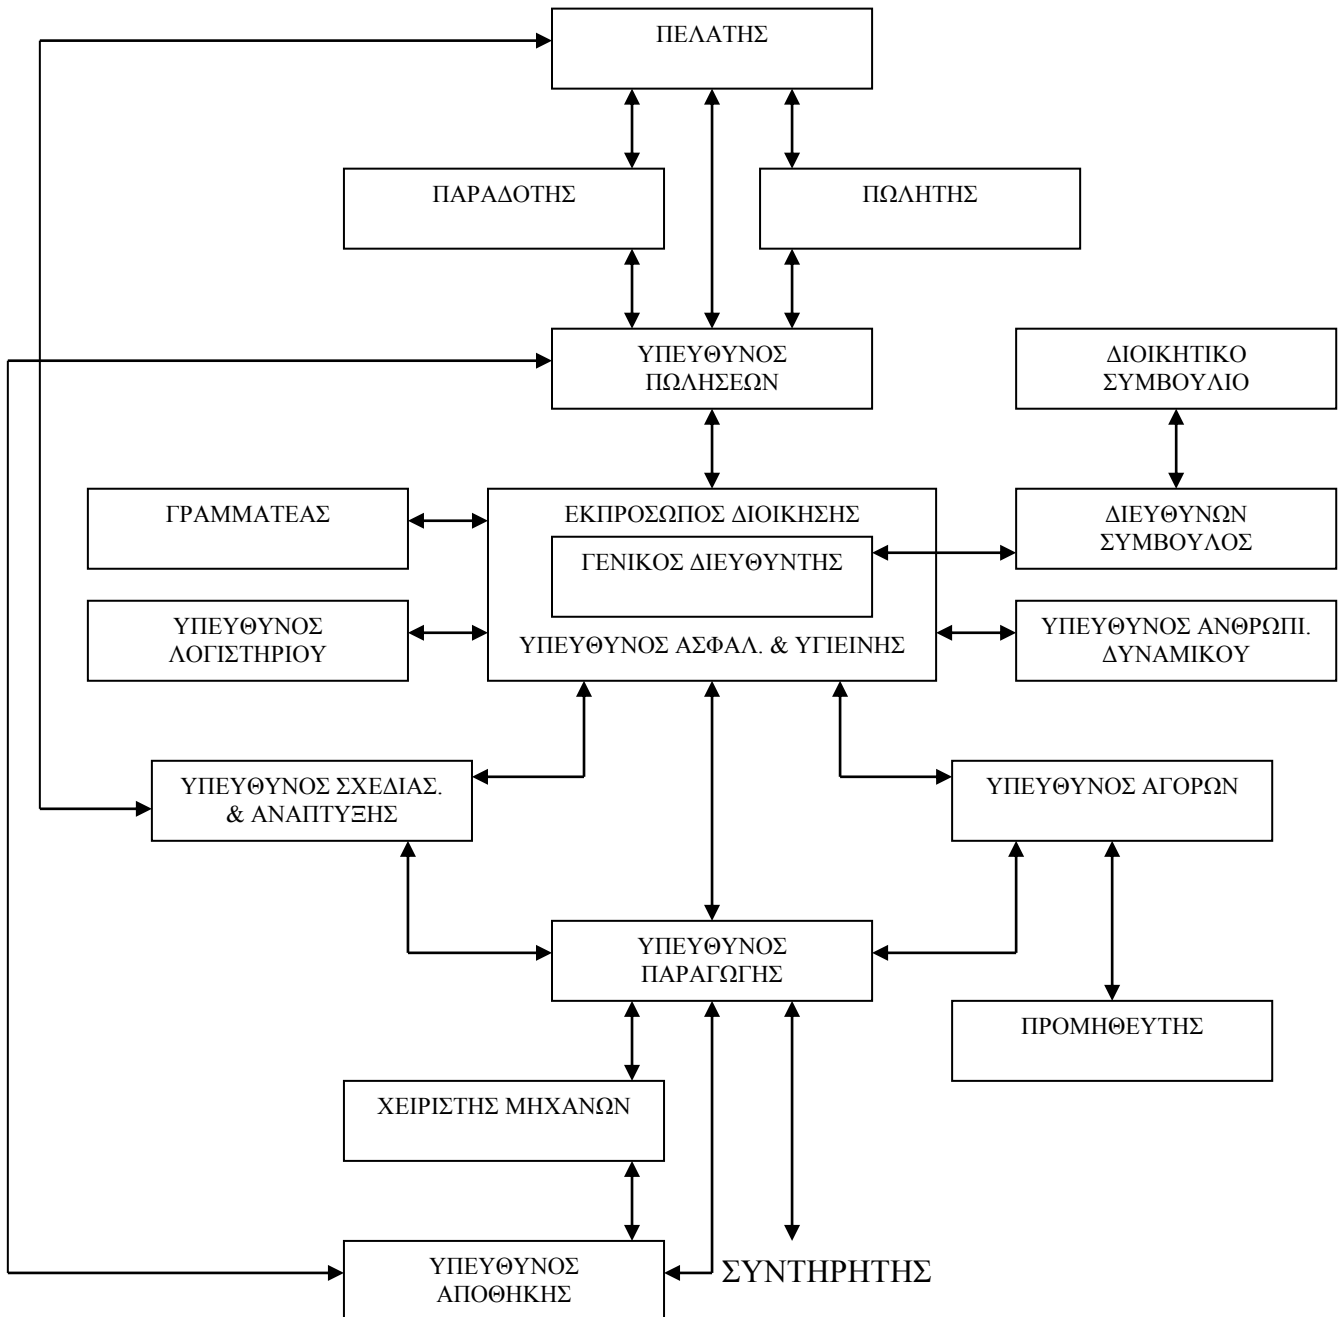 ΠΕΛΑΤΗΣ
ΠΑΡΑΔΟΤΗΣ
ΠΩΛΗΤΗΣ
ΥΠΕΥΘΥΝΟΣ
ΠΩΛΗΣΕΩΝ
ΔΙΟΙΚΗΤΙΚΟ
ΣΥΜΒΟΥΛΙΟ
ΓΡΑΜΜΑΤΕΑΣ
ΕΚΠΡΟΣΩΠΟΣ ΔΙΟΙΚΗΣΗΣ
ΓΕΝΙΚΟΣ ΔΙΕΥΘΥΝΤΗΣ
ΥΠΕΥΘΥΝΟΣ ΑΣΦΑΛ. & ΥΓΙΕΙΝΗΣ
ΔΙΕΥΘΥΝΩΝ
ΣΥΜΒΟΥΛΟΣ
ΥΠΕΥΘΥΝΟΣ
ΛΟΓΙΣΤΗΡΙΟΥ
ΥΠΕΥΘΥΝΟΣ ΑΝΘΡΩΠΙ.
ΔΥΝΑΜΙΚΟΥ
ΥΠΕΥΘΥΝΟΣ ΣΧΕΔΙΑΣ.
& ΑΝΑΠΤΥΞΗΣ
ΥΠΕΥΘΥΝΟΣ ΑΓΟΡΩΝ
ΥΠΕΥΘΥΝΟΣ
ΠΑΡΑΓΩΓΗΣ
ΠΡΟΜΗΘΕΥΤΗΣ
ΧΕΙΡΙΣΤΗΣ ΜΗΧΑΝΩΝ
ΥΠΕΥΘΥΝΟΣ
ΑΠΟΘΗΚΗΣ
ΣΥΝΤΗΡΗΤΗΣ